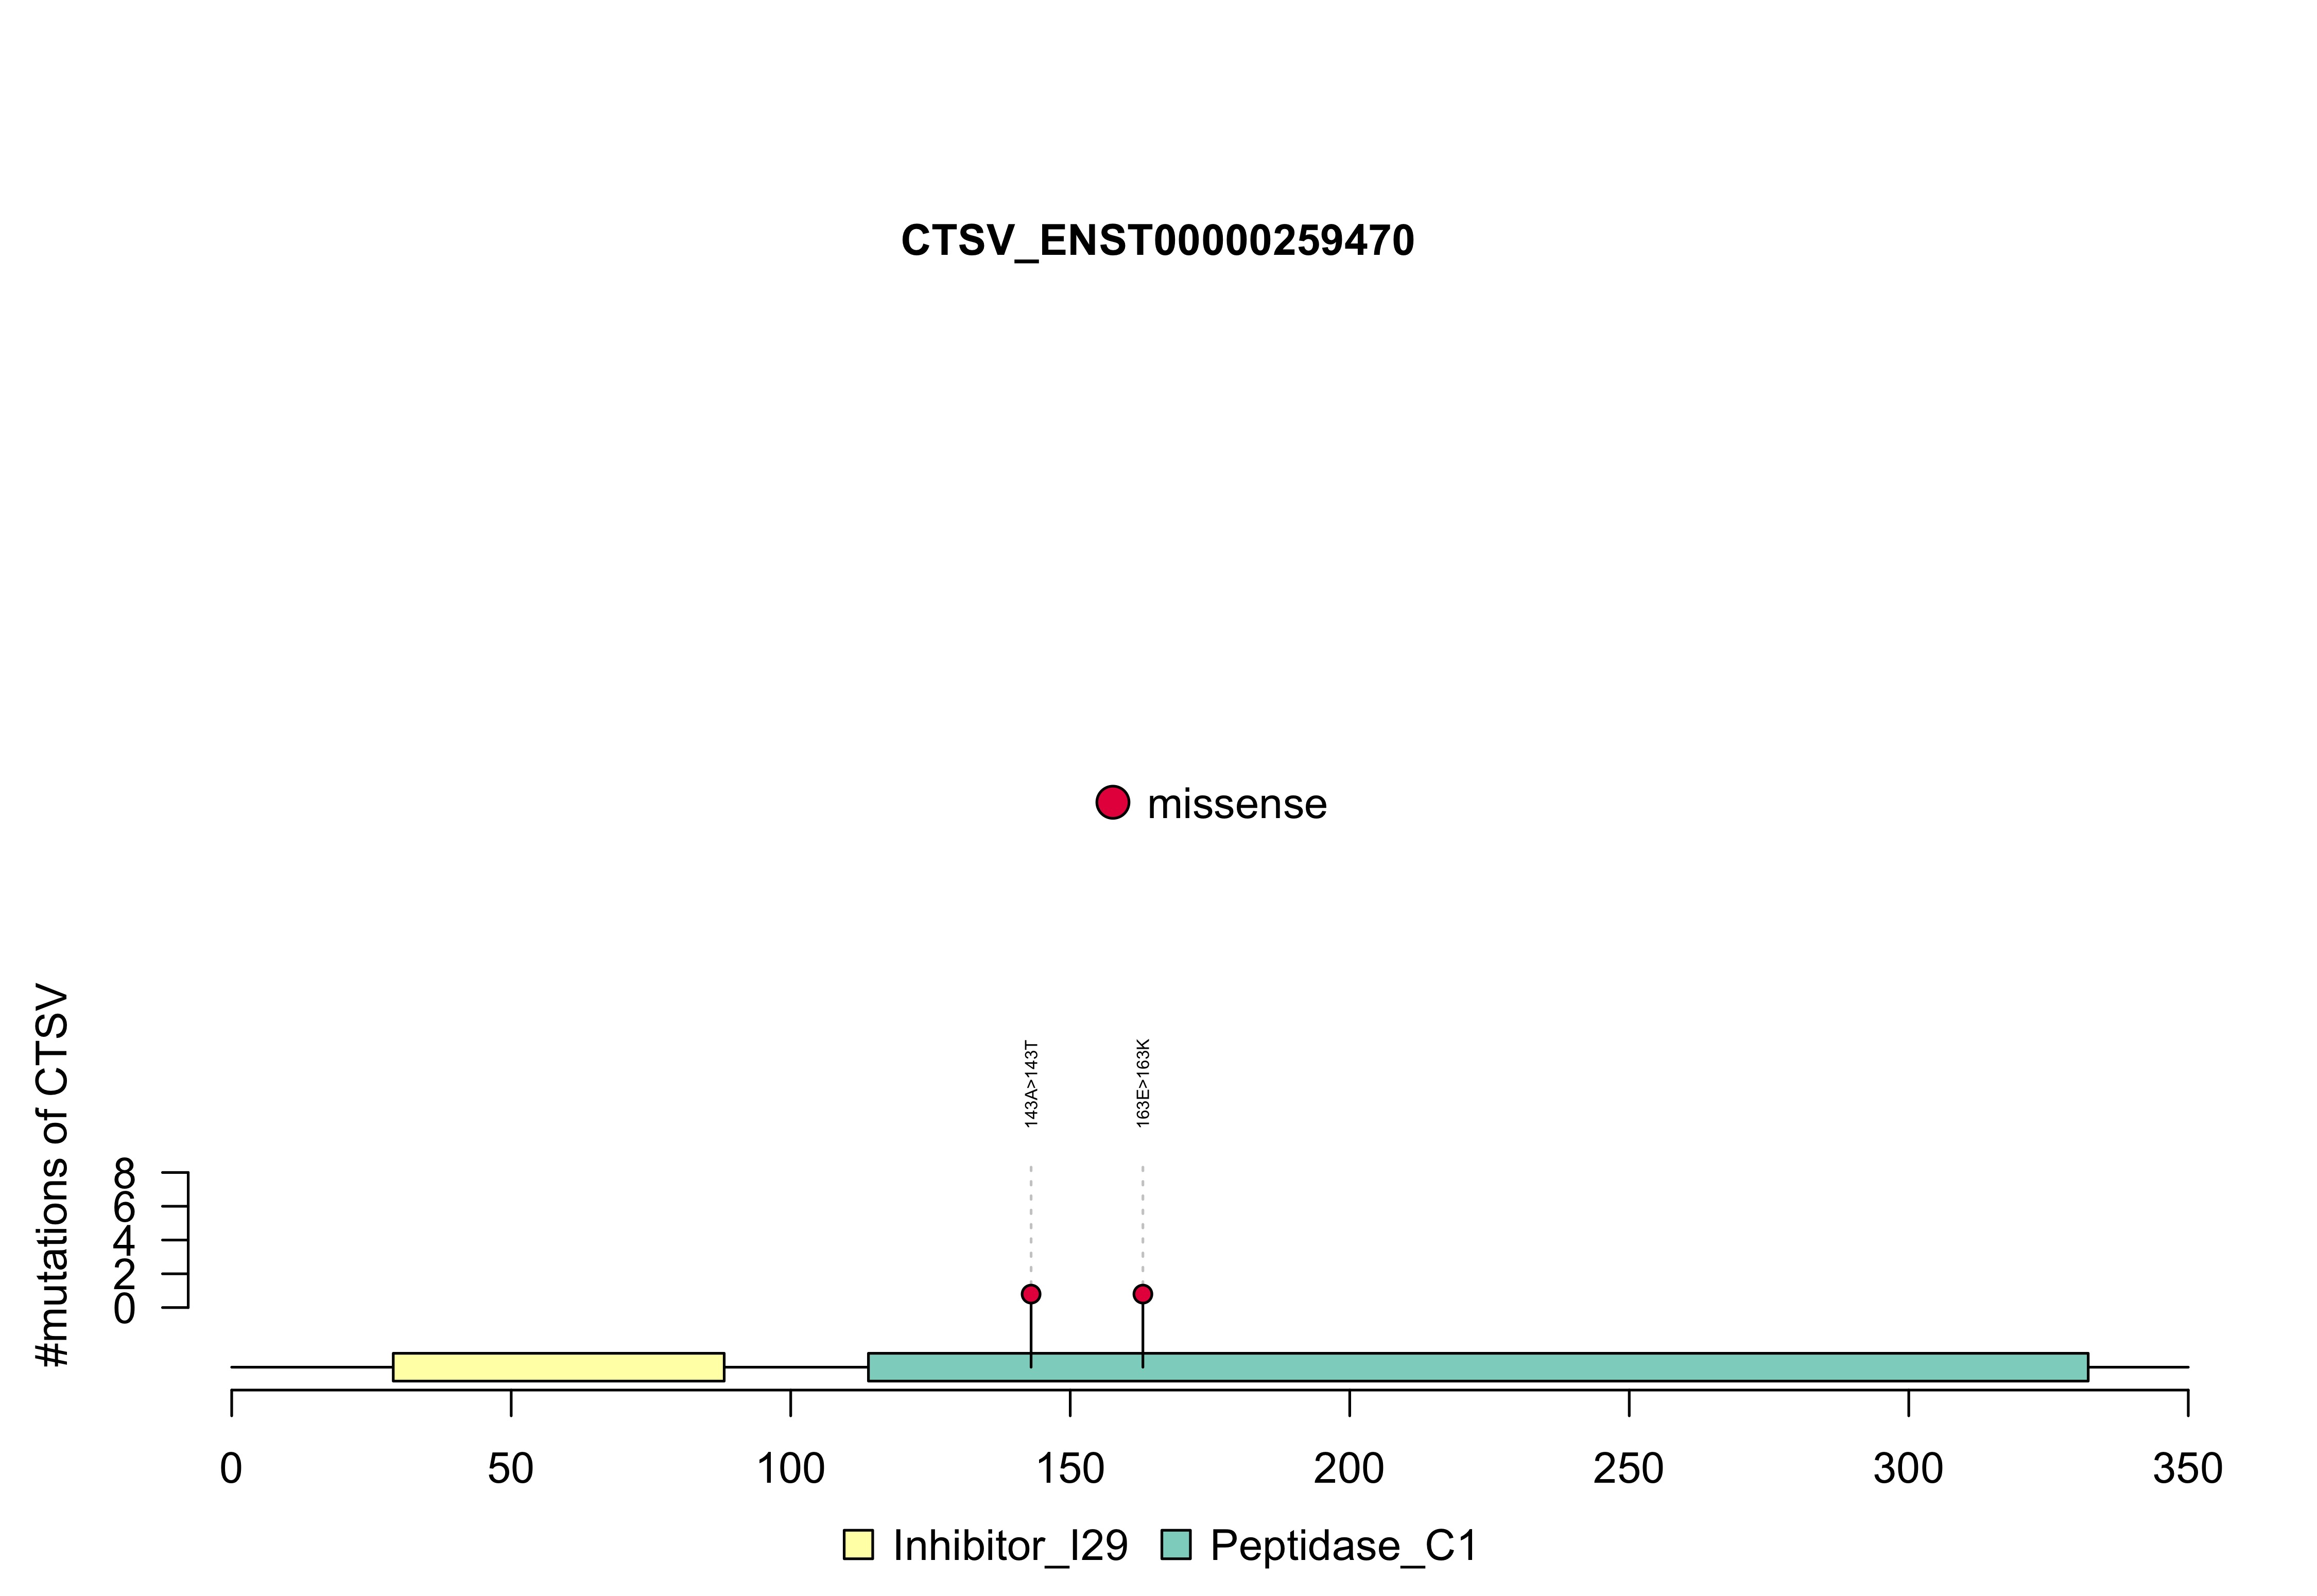 CTSV_ENST00000259470
missense
#mutations of CTSV
143A>143T
163E>163K
8
6
4
2
0
0 50 100 150 200 250 300 350
Inhibitor_I29 Peptidase_C1